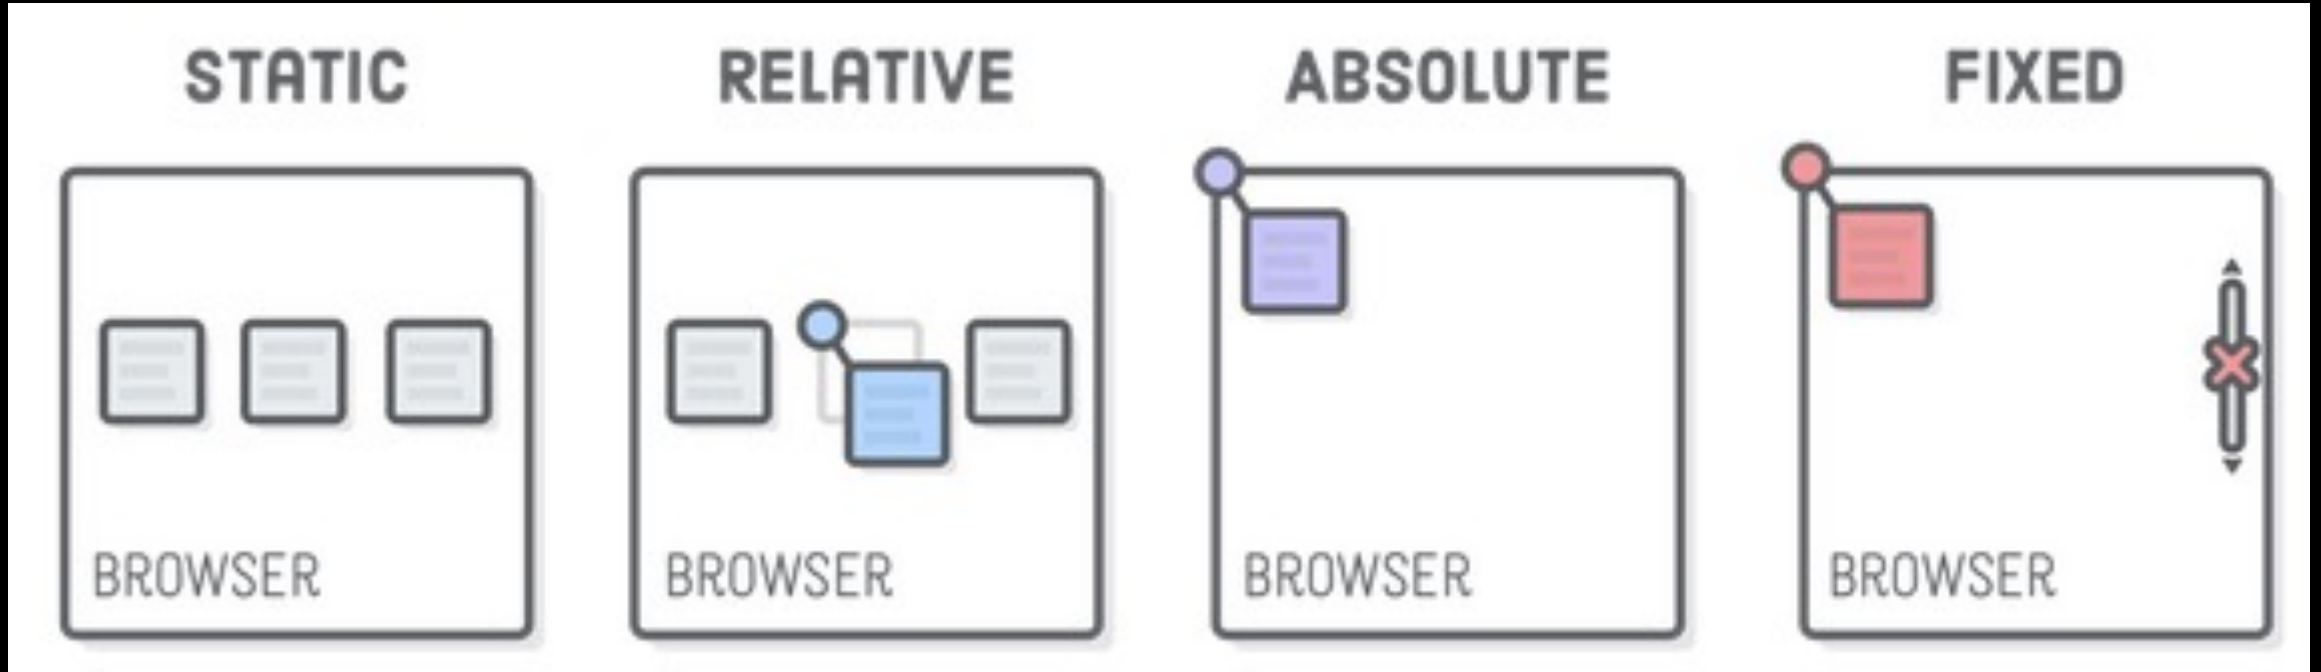 STATIC
RELATIVE
ABSOLUTE
FIXED
BROWSER
BROWSER
BROWSER
BROWSER